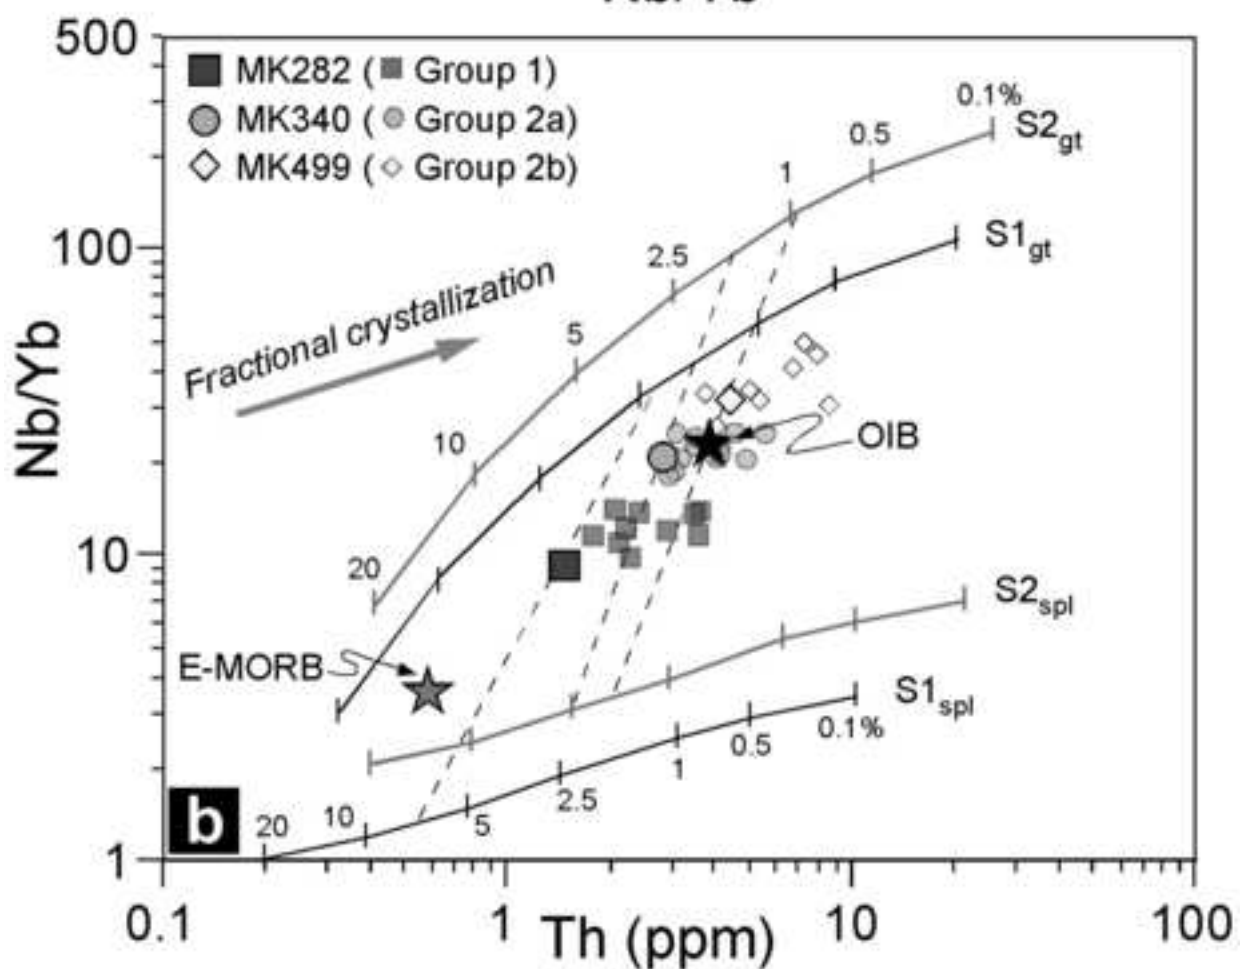 500
MK282 ( Group 1)
MK340 ( Group 2a)
MK499 ( Group 2b)
0.1%
S2gt
0.5
1
S1gt
100
2.5
Fractional crystallization
5
Nb/Yb
10
OIB
10
20
S2spl
E-MORB
S1spl
0.1%
0.5
1
2.5
b
20
10
5
1
0.1
1
Th (ppm)
10
100